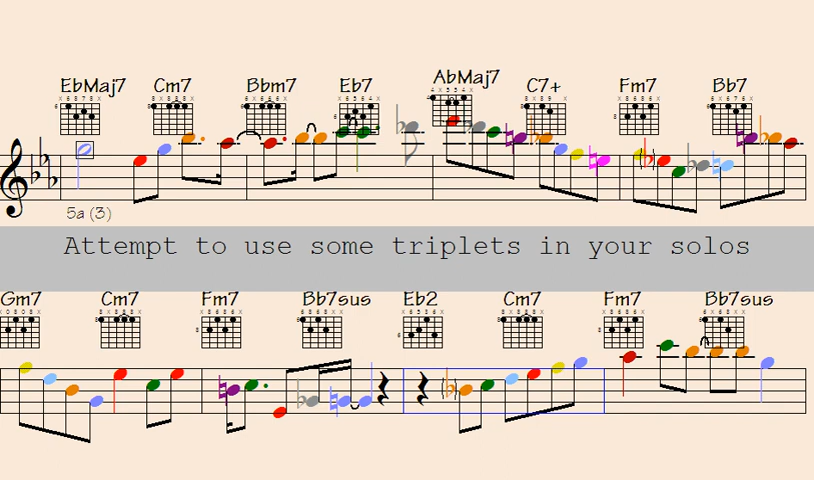 EbMaj7 Cm7 Bbm7 Eb7 AbMaj7 C7+ Fm7 Bb7
5a (3)
Attempt to use some triplets in your solos
Gm7 Cm7 Fm7 Bb7sus Eb2 Cm7 Fm7 Bb7sus